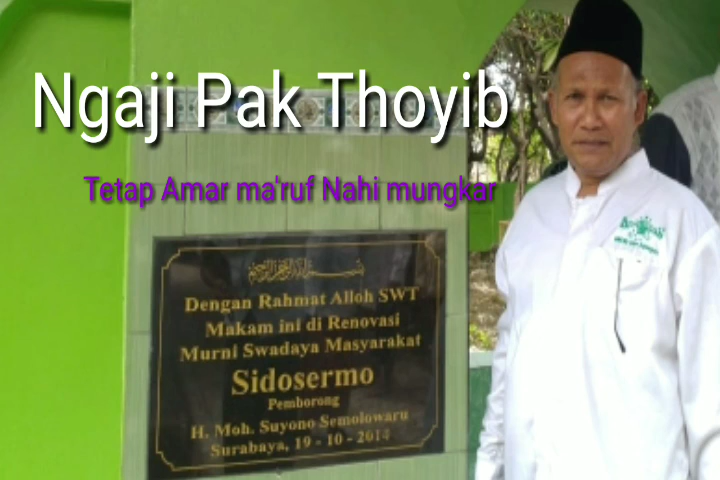 Ngaji Pak Thoyib
Tetap Amar ma'ruf Nahi mungkar
Dengan Rahmat Alloh SWT
Makam ini di Renovasi
Murni Swadaya Masyarakat
Sidosermo
Pemborong
H. Moh. Suyono Semolowaru
Surabaya, 19 - 10 - 2014